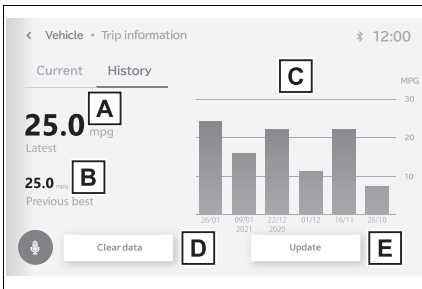 Vehicle • Trip information
12:00
Current
History
A
C
MPG
25.0 mpg
Latest
B
25.0 mpg
Previous best
30
20
10
26/01 09/01 22/12 01/12 16/11 26/10
2021 2020
Clear data
D
Update
E